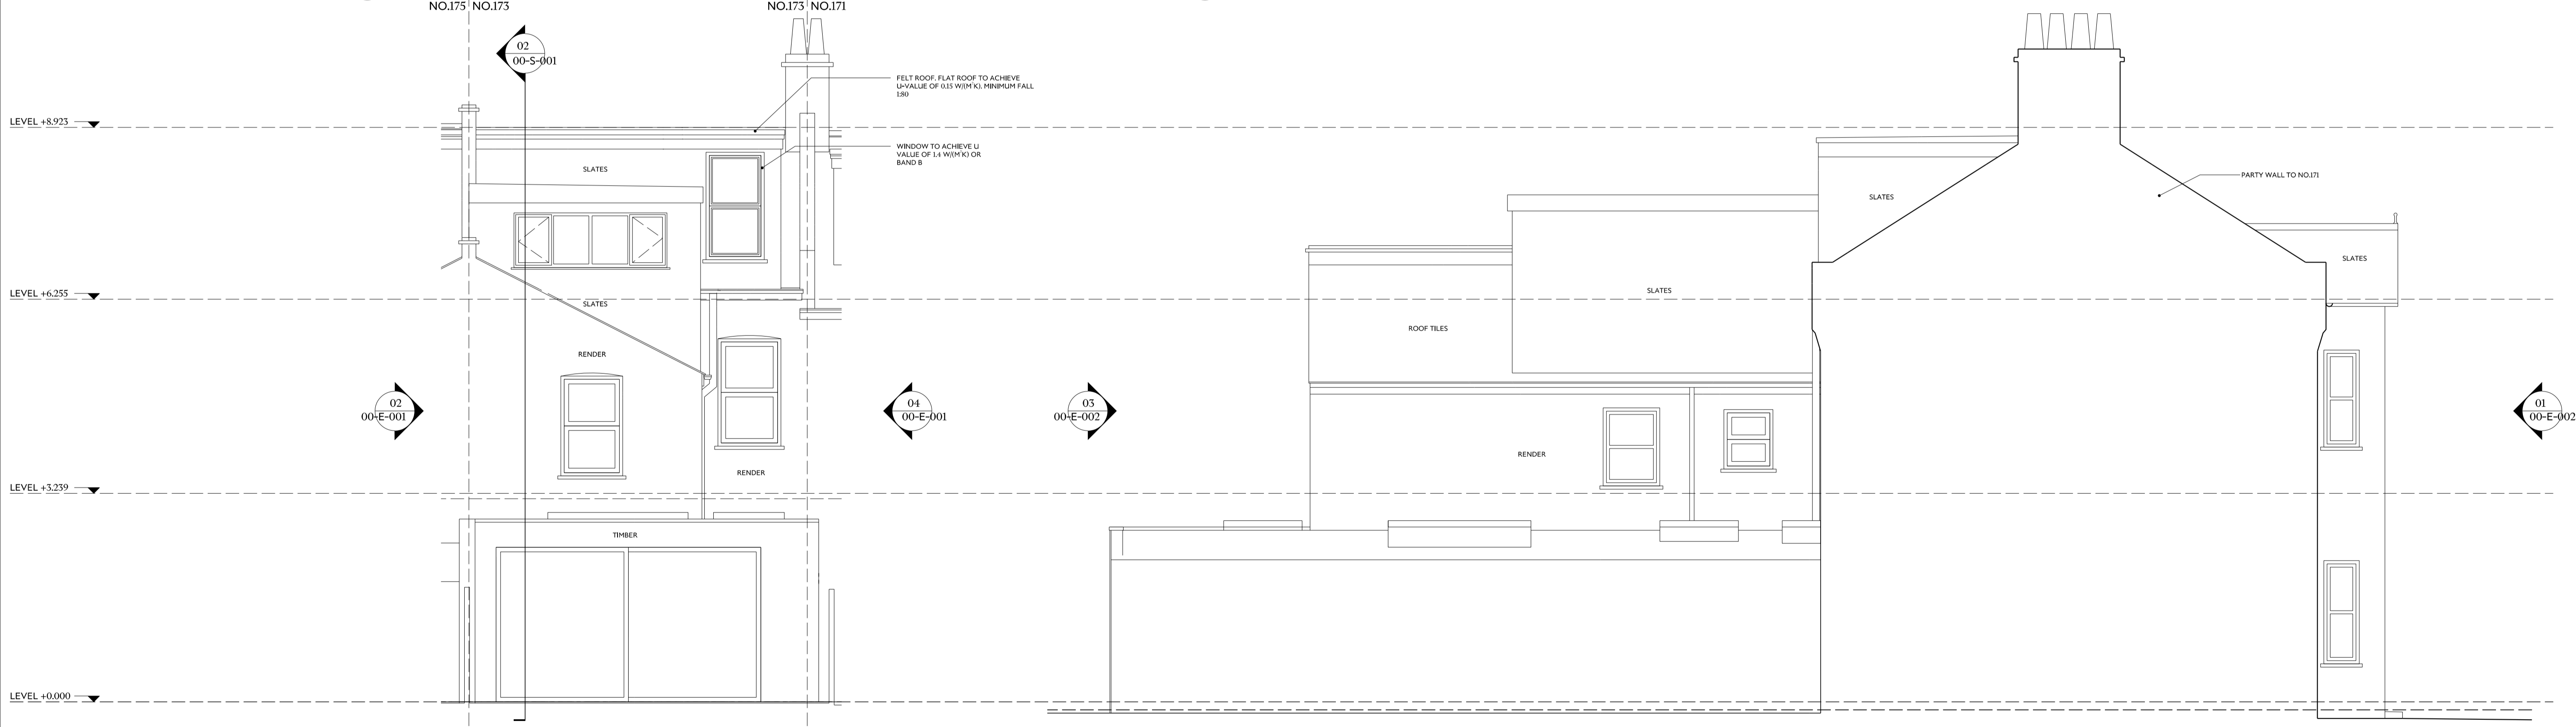 NO.175 NO.173
NO.173 NO.171
02
00-S-001
FELT ROOF. FLAT ROOF TO ACHIEVE
U-VALUE OF 0.15 W/(M²K). MINIMUM FALL
1:80
LEVEL +8.923
WINDOW TO ACHIEVE U
VALUE OF 1.4 W/(M²K) OR
BAND B
SLATES
PARTY WALL TO NO.171
SLATES
SLATES
LEVEL +6.255
SLATES
SLATES
ROOF TILES
RENDER
02
00-E-001
04
00-E-001
03
00-E-002
01
00-E-002
RENDER
RENDER
LEVEL +3.239
TIMBER
LEVEL +0.000